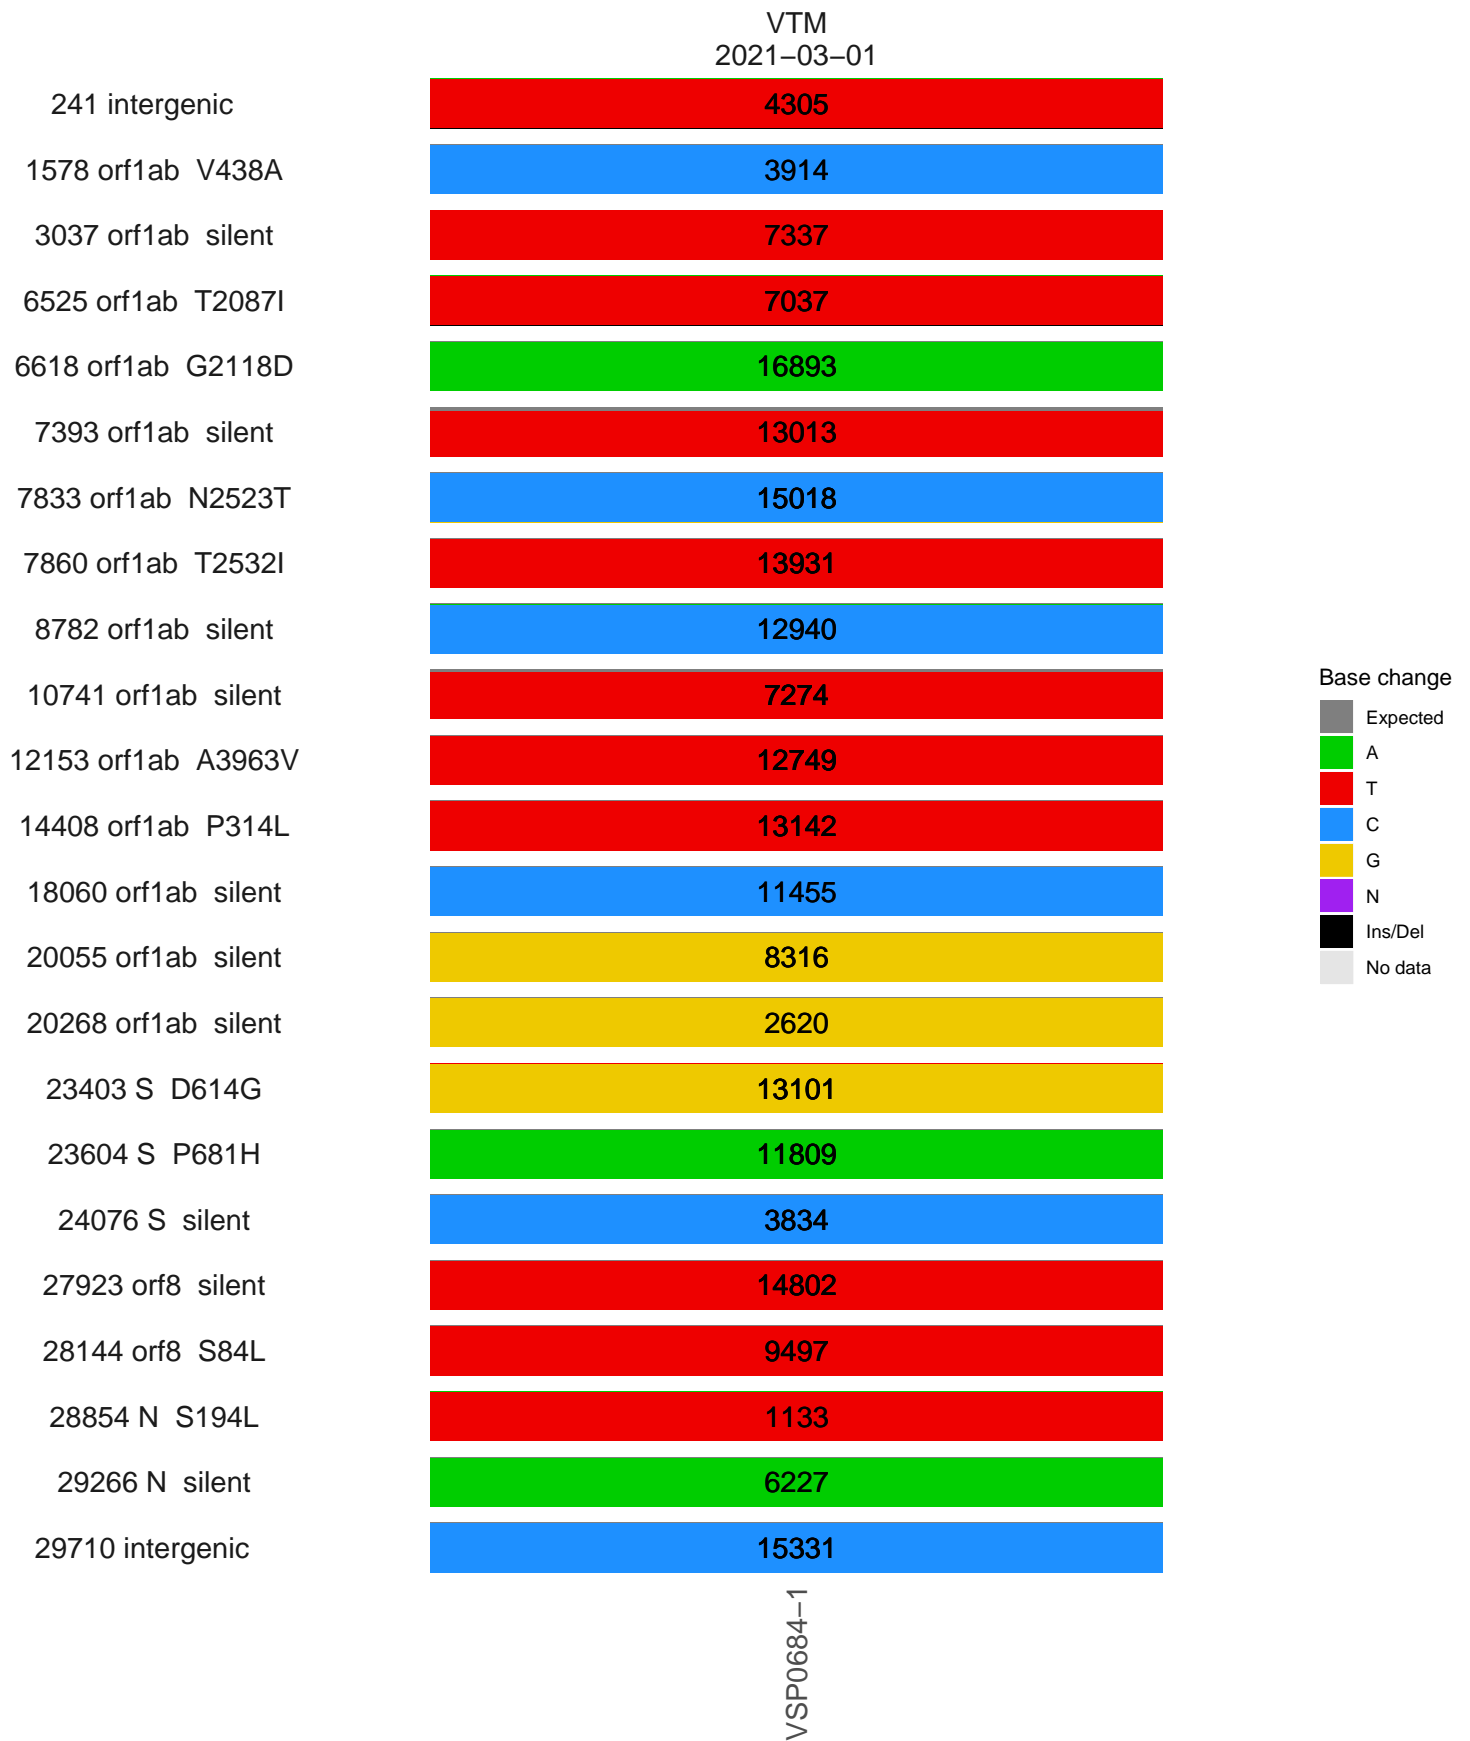 VTM
2021−03−01
241 intergenic 4305
1578 orf1ab V438A 3914
3037 orf1ab silent 7337
6525 orf1ab T2087I 7037
6618 orf1ab G2118D 16893
7393 orf1ab silent 13013
7833 orf1ab N2523T 15018
7860 orf1ab T2532I 13931
8782 orf1ab silent 12940
10741 orf1ab silent 7274
12153 orf1ab A3963V 12749
14408 orf1ab P314L 13142
18060 orf1ab silent 11455
20055 orf1ab silent 8316
20268 orf1ab silent 2620
23403 S D614G 13101
23604 S P681H 11809
24076 S silent 3834
27923 orf8 silent 14802
28144 orf8 S84L 9497
28854 N S194L 1133
29266 N silent 6227
29710 intergenic 15331
VSP0684−1
Base change
Expected
A
T
C
G
N
Ins/Del
No data